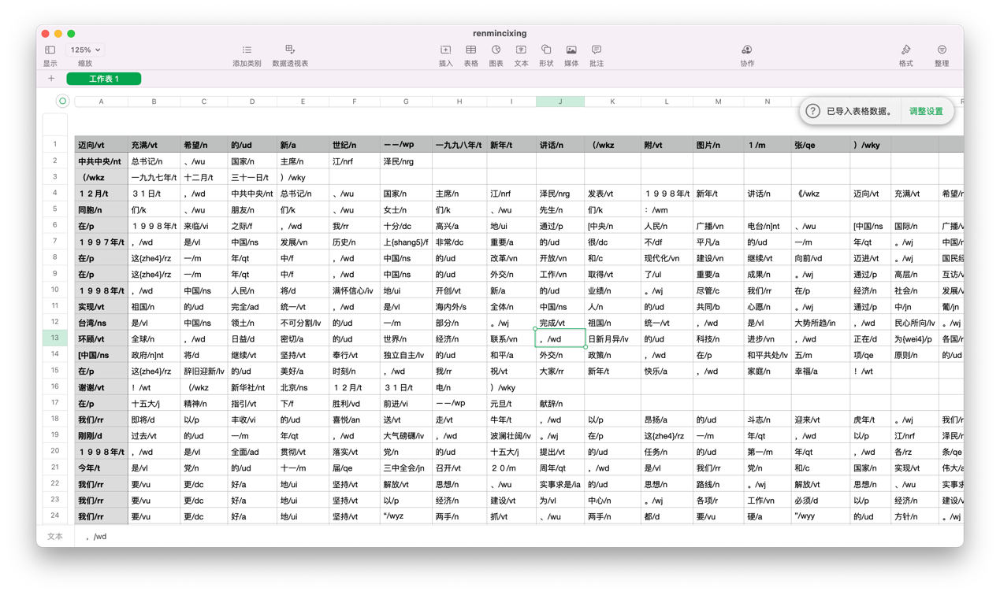 renmincixing
125%
显示 缩放 添加类别 数据透视表 插入 表格 图表 文本 形状 媒体 批注 协作 格式 整理
+ 工作表 1
A B C D E F G H I J K L M N
? 已导入表格数据。 调整设置
1 迈向/vt 充满/vt 希望/n 的/ud 新/a 世纪/n ——/wp 一九九八年/t 新年/t 讲话/n （/wkz 附/vt 图片/n １/m 张/qe ）/wky
2 中共中央/nt 总书记/n 、/wu 国家/n 主席/n 江/nrf 泽民/nrg
3 （/wkz 一九九七年/t 十二月/t 三十一日/t ）/wky
4 １２月/t ３１日/t ，/wd 中共中央/nt 总书记/n 、/wu 国家/n 主席/n 江/nrf 泽民/nrg 发表/vt １９９８年/t 新年/t 讲话/n 《/wkz 迈向/vt 充满/vt 希望/n
5 同胞/n 们/k 、/wu 朋友/n 们/k 、/wu 女士/n 们/k 、/wu 先生/n 们/k ：/wm
6 在/p １９９８年/t 来临/vi 之际/f ，/wd 我/rr 十分/dc 高兴/a 地/ui 通过/p [中央/n 人民/n 广播/vn 电台/n]nt 、/wu [中国/ns 国际/n 广播/v
7 １９９７年/t ，/wd 是/vl 中国/ns 发展/vn 历史/n 上{shang5}/f 非常/dc 重要/a 的/ud 很/dc 不/df 平凡/a 的/ud 一/m 年/qt 。/wj 中国/n
8 在/p 这{zhe4}/rz 一/m 年/qt 中/f ，/wd 中国/ns 的/ud 改革/vn 开放/vn 和/c 现代化/vn 建设/vn 继续/vt 向前/vd 迈进/vt 。/wj 国民经
9 在/p 这{zhe4}/rz 一/m 年/qt 中/f ，/wd 中国/ns 的/ud 外交/n 工作/vn 取得/vt 了/ul 重要/a 成果/n 。/wj 通过/p 高层/n 互访/v
10 １９９８年/t ，/wd 中国/ns 人民/n 将/d 满怀信心/iv 地/ui 开创/vt 新/a 的/ud 业绩/n 。/wj 尽管/c 我们/rr 在/p 经济/n 社会/n 发展/v
11 实现/vt 祖国/n 的/ud 完全/ad 统一/vt ，/wd 是/vl 海内外/s 全体/n 中国/ns 人/n 的/ud 共同/b 心愿/n 。/wj 通过/p 中/jn 葡/jn
12 台湾/ns 是/vl 中国/ns 领土/n 不可分割/lv 的/ud 一/m 部分/n 。/wj 完成/vt 祖国/n 统一/vt ，/wd 是/vl 大势所趋/in ，/wd 民心所向/lv 。/wj
13 环顾/vt 全球/n ，/wd 日益/d 密切/a 的/ud 世界/n 经济/n 联系/vn ，/wd 日新月异/iv 的/ud 科技/n 进步/vn ，/wd 正在/d 为{wei4}/p 各国/n
14 [中国/ns 政府/n]nt 将/d 继续/vt 坚持/vt 奉行/vt 独立自主/lv 的/ud 和平/a 外交/n 政策/n ，/wd 在/p 和平共处/lv 五/m 项/qe 原则/n 的/ud
15 在/p 这{zhe4}/rz 辞旧迎新/lv 的/ud 美好/a 时刻/n ，/wd 我/rr 祝/vt 大家/rr 新年/t 快乐/a ，/wd 家庭/n 幸福/a ！/wt
16 谢谢/vt ！/wt （/wkz 新华社/nt 北京/ns １２月/t ３１日/t 电/n ）/wky
17 在/p 十五大/j 精神/n 指引/vt 下/f 胜利/vd 前进/vi ——/wp 元旦/t 献辞/n
18 我们/rr 即将/d 以/p 丰收/vi 的/ud 喜悦/an 送/vt 走/vt 牛年/t ，/wd 以/p 昂扬/a 的/ud 斗志/n 迎来/vt 虎年/t 。/wj 我们/r
19 刚刚/d 过去/vt 的/ud 一/m 年/qt ，/wd 大气磅礴/iv ，/wd 波澜壮阔/iv 。/wj 在/p 这{zhe4}/rz 一/m 年/qt ，/wd 以/p 江/nrf 泽民/n
20 １９９８年/t ，/wd 是/vl 全面/ad 贯彻/vt 落实/vt 党/n 的/ud 十五大/j 提出/vt 的/ud 任务/n 的/ud 第一/m 年/qt ，/wd 各/rz 条/qe
21 今年/t 是/vl 党/n 的/ud 十一/m 届/qe 三中全会/jn 召开/vt ２０/m 周年/qt ，/wd 是/vl 我们/rr 党/n 和/c 国家/n 实现/vt 伟大/a
22 我们/rr 要/vu 更/dc 好/a 地/ui 坚持/vt 解放/vt 思想/n 、/wu 实事求是/ia 的/ud 思想/n 路线/n 。/wj 解放/vt 思想/n 、/wu 实事求
23 我们/rr 要/vu 更/dc 好/a 地/ui 坚持/vt 以/p 经济/n 建设/vt 为/vl 中心/n 。/wj 各项/r 工作/vn 必须/d 以/p 经济/n 建设/v
24 我们/rr 要/vu 更/dc 好/a 地/ui 坚持/vt “/wyz 两手/n 抓/vt 、/wu 两手/n 都/d 要/vu 硬/a ”/wyy 的/ud 方针/n 。/wj
文本 ，/wd